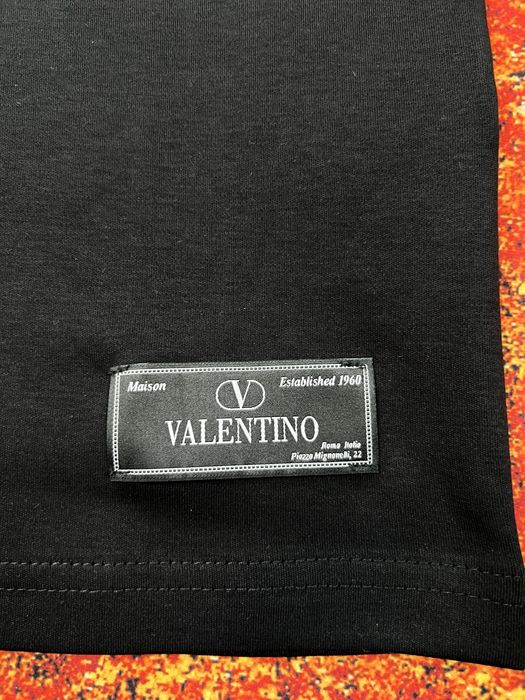 Maison Established 1960
V
VALENTINO
Roma Italia
Piazza Mignanelli, 22